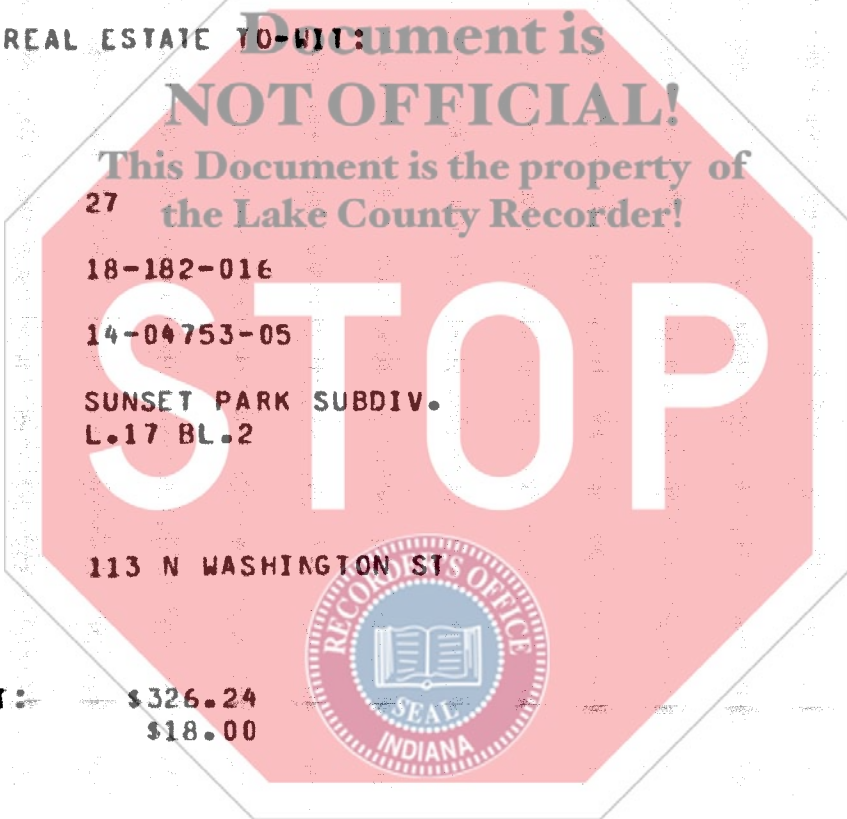 REAL ESTATE TO-WIT:
Document is
NOT OFFICIAL!
This Document is the property of
the Lake County Recorder!
27
18-182-016
14-04753-05
STOP
SUNSET PARK SUBDIV.
L.17 BL.2
113 N WASHINGTON ST
RECORDER'S OFFICE
SEAL
INDIANA
T: $326.24
$18.00